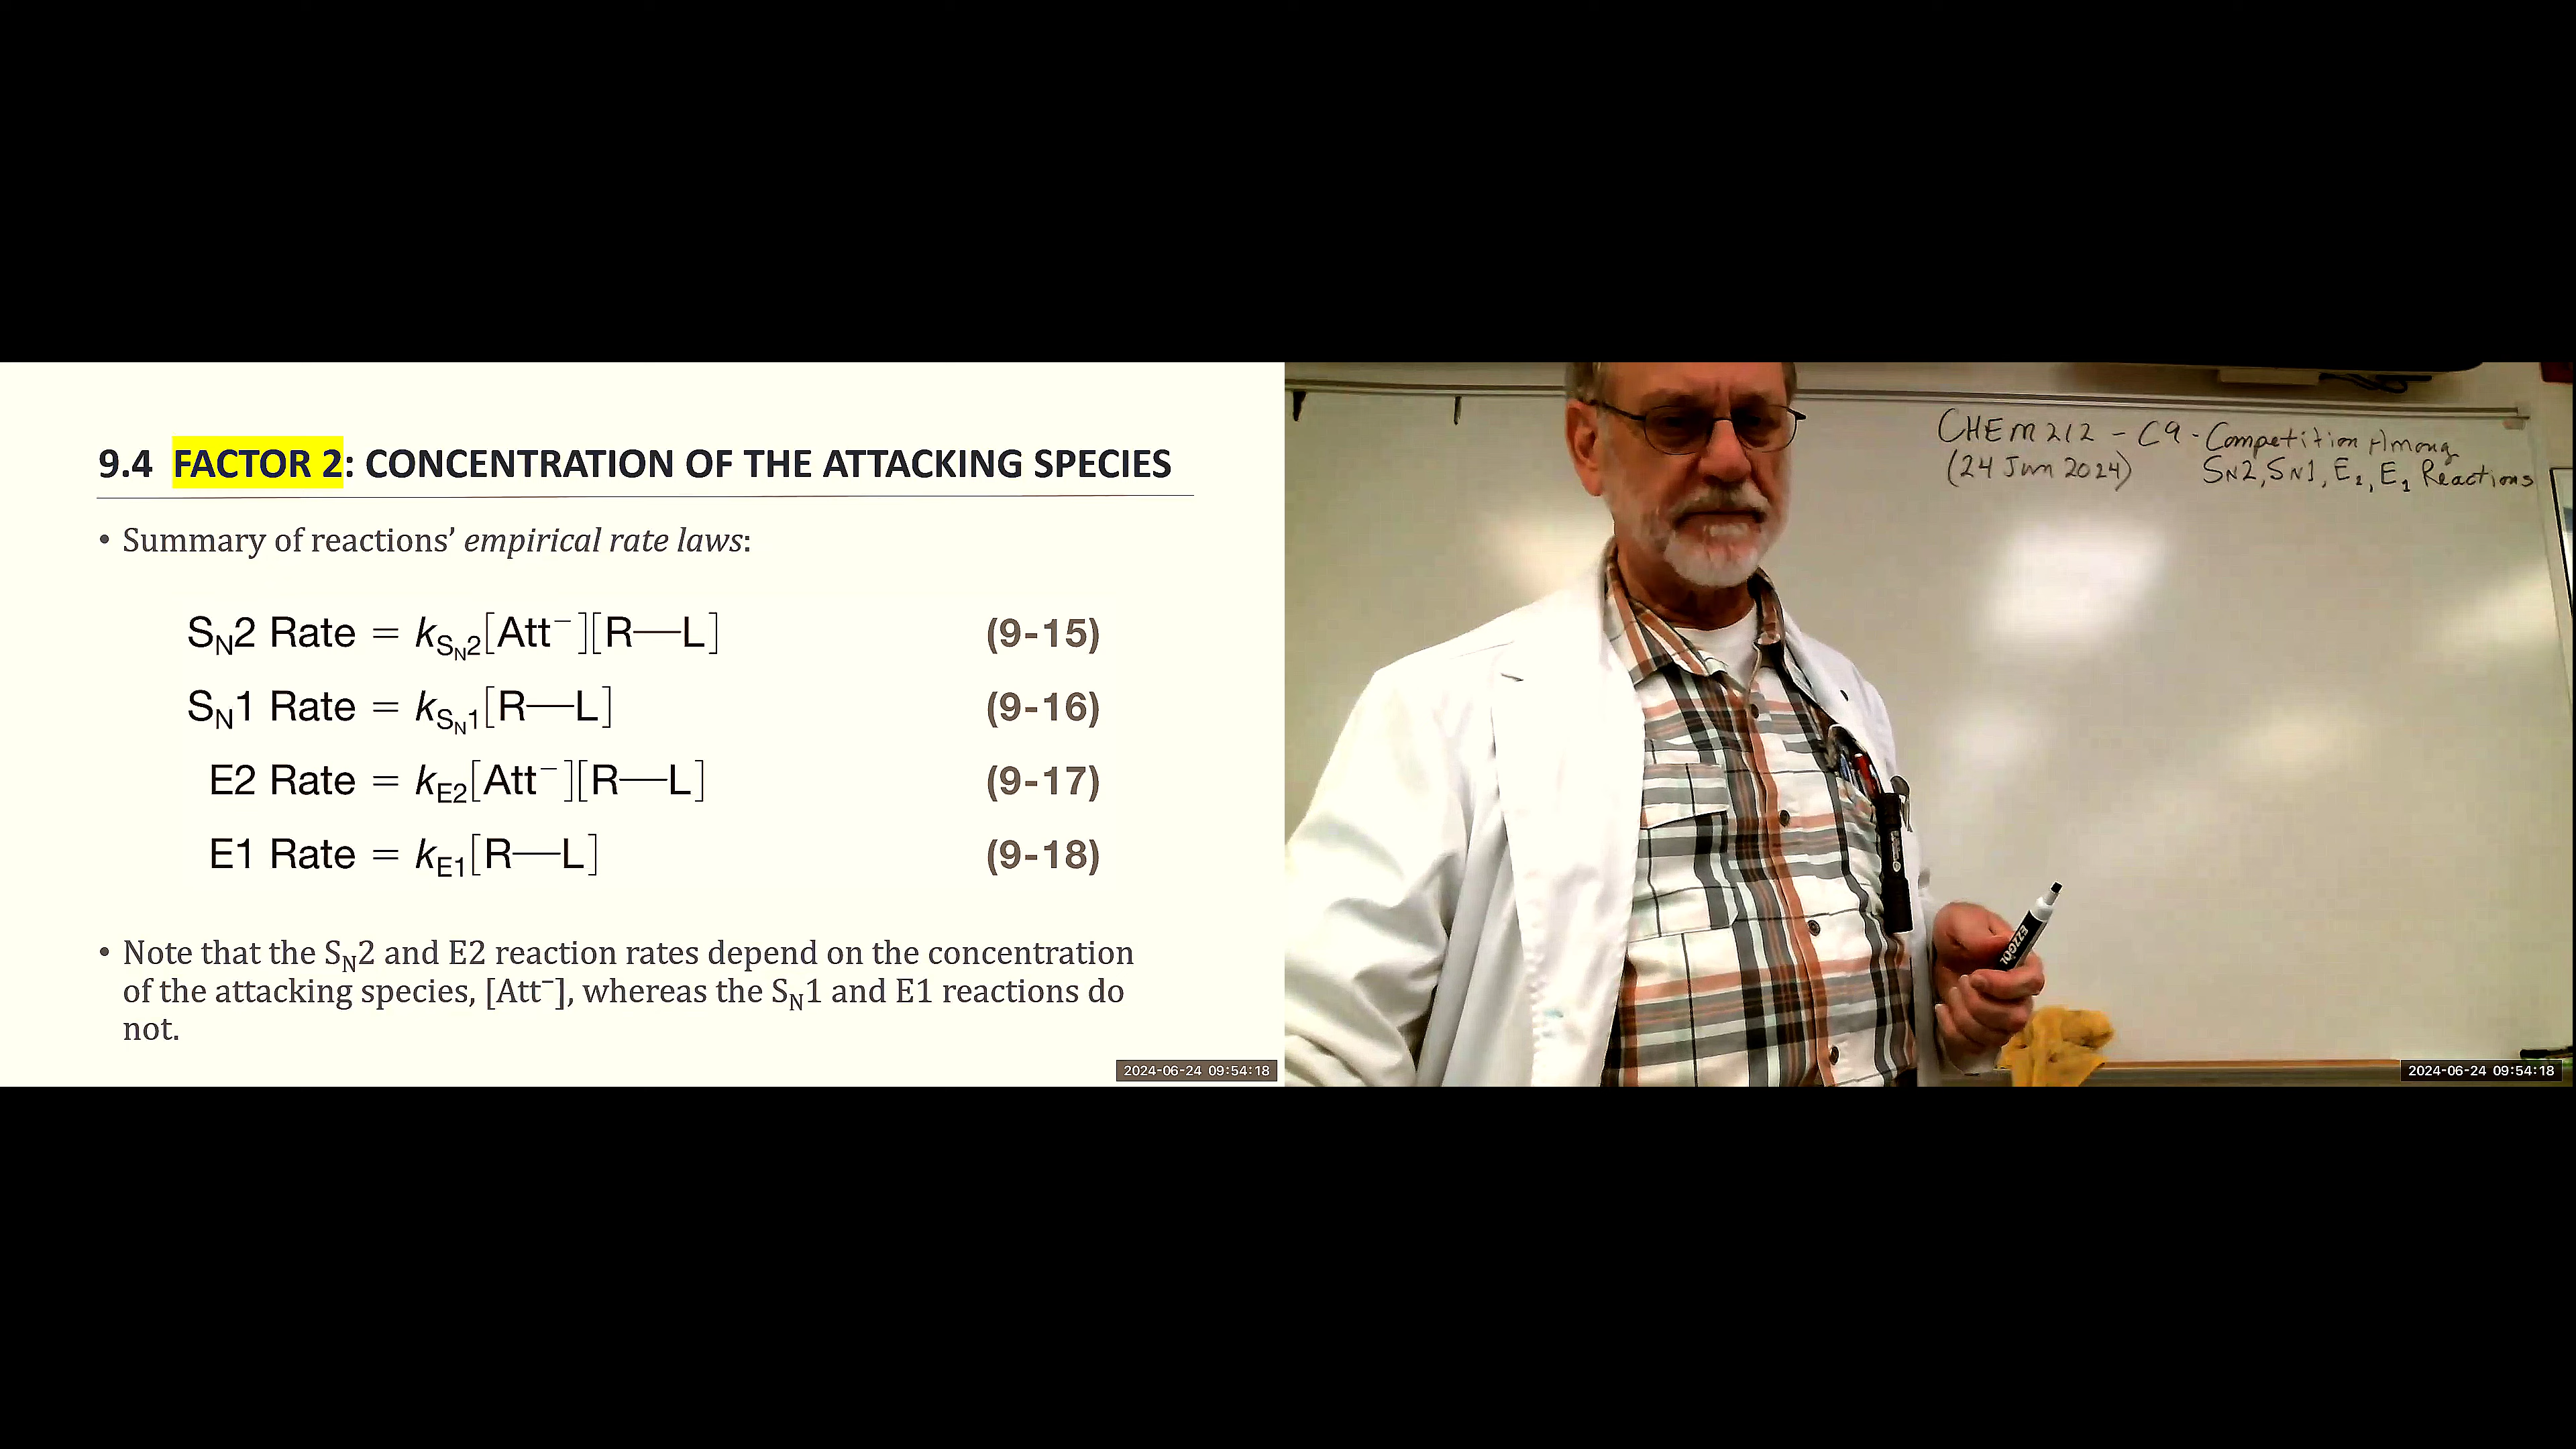 9.4 FACTOR 2: CONCENTRATION OF THE ATTACKING SPECIES
• Summary of reactions’ empirical rate laws:
SN2 Rate = kSN2[Att⁻][R—L] (9-15)
SN1 Rate = kSN1[R—L] (9-16)
E2 Rate = kE2[Att⁻][R—L] (9-17)
E1 Rate = kE1[R—L] (9-18)
• Note that the SN2 and E2 reaction rates depend on the concentration
of the attacking species, [Att⁻], whereas the SN1 and E1 reactions do
not.
2024-06-24 09:54:18
CHEM 212 - C9 - Competition Among
(24 Jun 2024) SN2, SN1, E2, E1 Reactions
2024-06-24 09:54:18